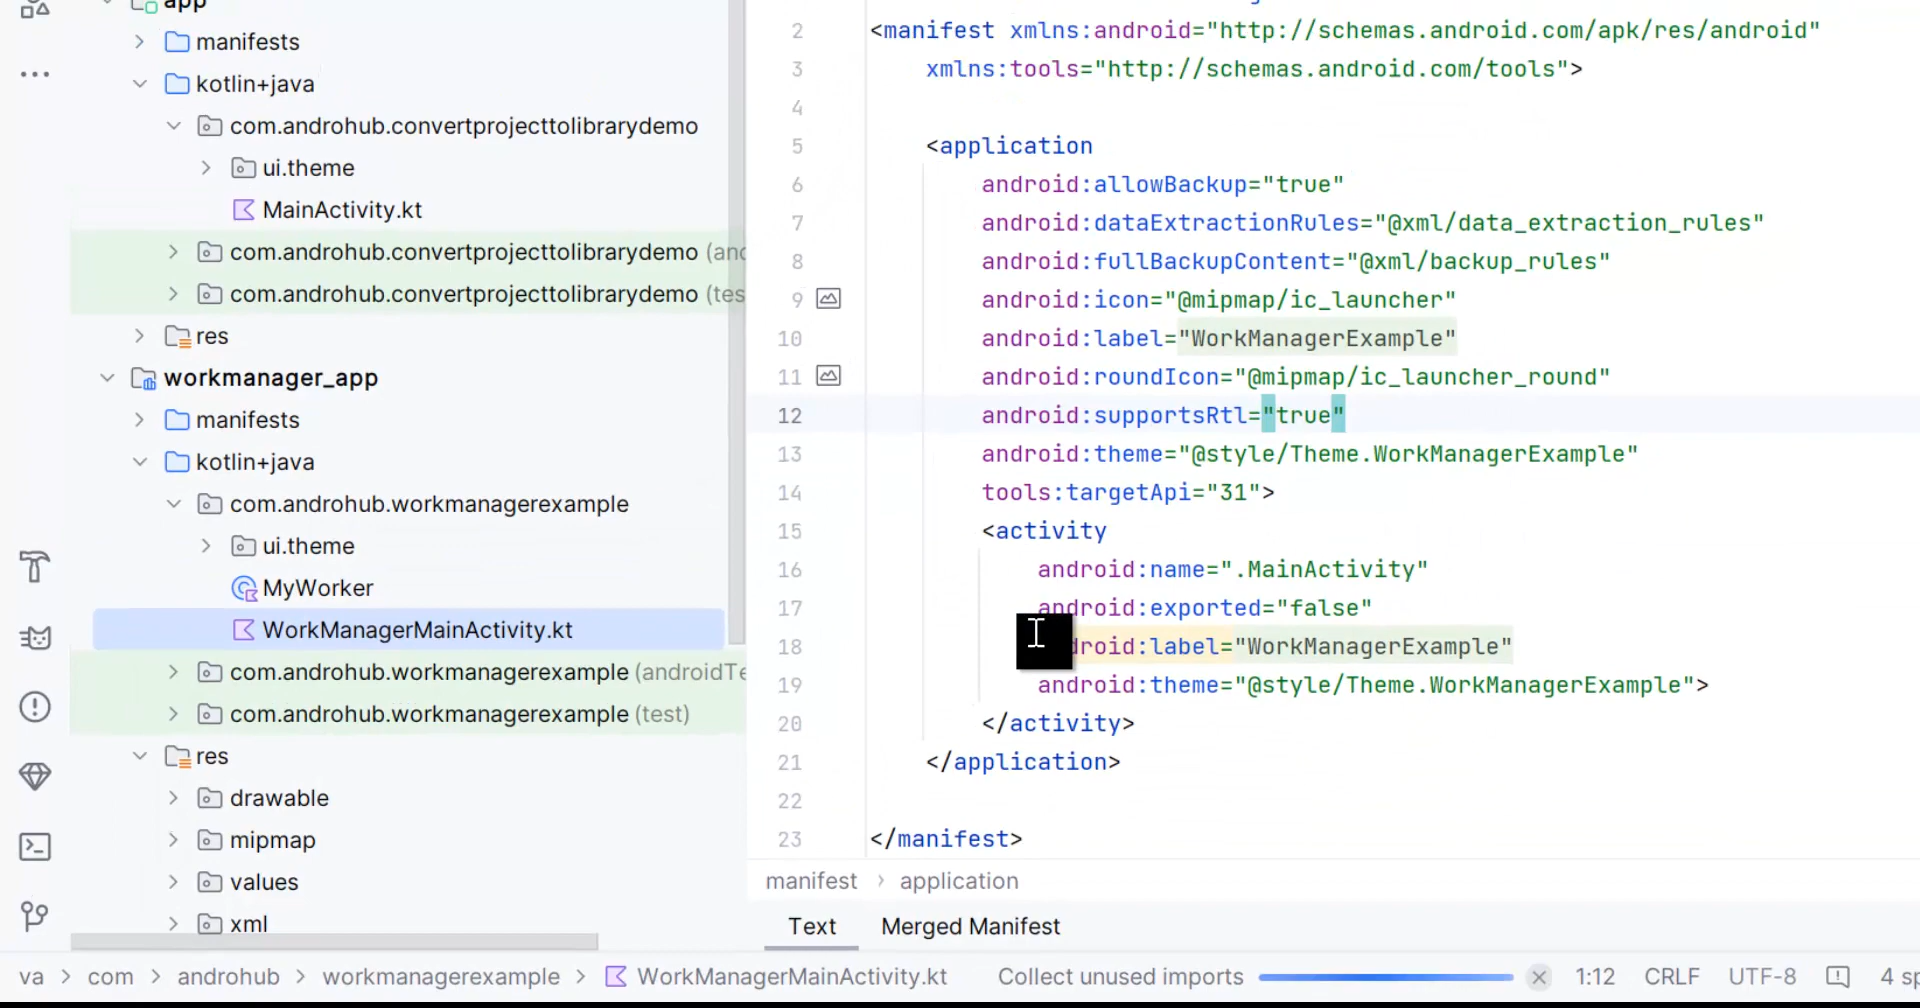 app
manifests
kotlin+java
com.androhub.convertprojecttolibrarydemo
ui.theme
MainActivity.kt
com.androhub.convertprojecttolibrarydemo (and
com.androhub.convertprojecttolibrarydemo (tes
res
workmanager_app
manifests
kotlin+java
com.androhub.workmanagerexample
ui.theme
MyWorker
WorkManagerMainActivity.kt
com.androhub.workmanagerexample (androidTe
com.androhub.workmanagerexample (test)
res
drawable
mipmap
values
xml
2 <manifest xmlns:android="http://schemas.android.com/apk/res/android"
3 xmlns:tools="http://schemas.android.com/tools">
4
5 <application
6 android:allowBackup="true"
7 android:dataExtractionRules="@xml/data_extraction_rules"
8 android:fullBackupContent="@xml/backup_rules"
9 android:icon="@mipmap/ic_launcher"
10 android:label="WorkManagerExample"
11 android:roundIcon="@mipmap/ic_launcher_round"
12 android:supportsRtl="true"
13 android:theme="@style/Theme.WorkManagerExample"
14 tools:targetApi="31">
15 <activity
16 android:name=".MainActivity"
17 android:exported="false"
18 droid:label="WorkManagerExample"
19 android:theme="@style/Theme.WorkManagerExample">
20 </activity>
21 </application>
22
23 </manifest>
manifest > application
Text Merged Manifest
va > com > androhub > workmanagerexample > WorkManagerMainActivity.kt Collect unused imports 1:12 CRLF UTF-8 4 sp